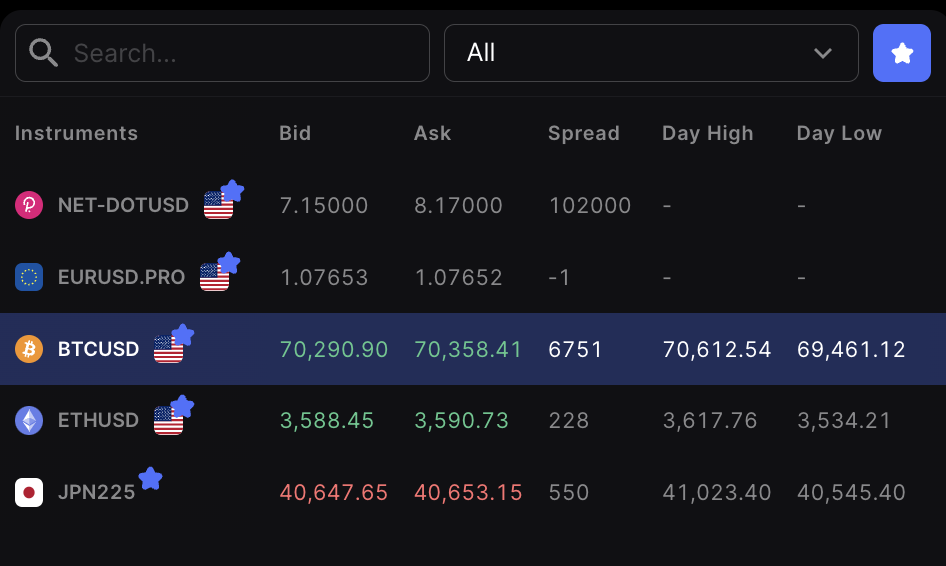 Search... All
Instruments Bid Ask Spread Day High Day Low
NET-DOTUSD 7.15000 8.17000 102000 - -
EURUSD.PRO 1.07653 1.07652 -1 - -
BTCUSD 70,290.90 70,358.41 6751 70,612.54 69,461.12
ETHUSD 3,588.45 3,590.73 228 3,617.76 3,534.21
JPN225 40,647.65 40,653.15 550 41,023.40 40,545.40